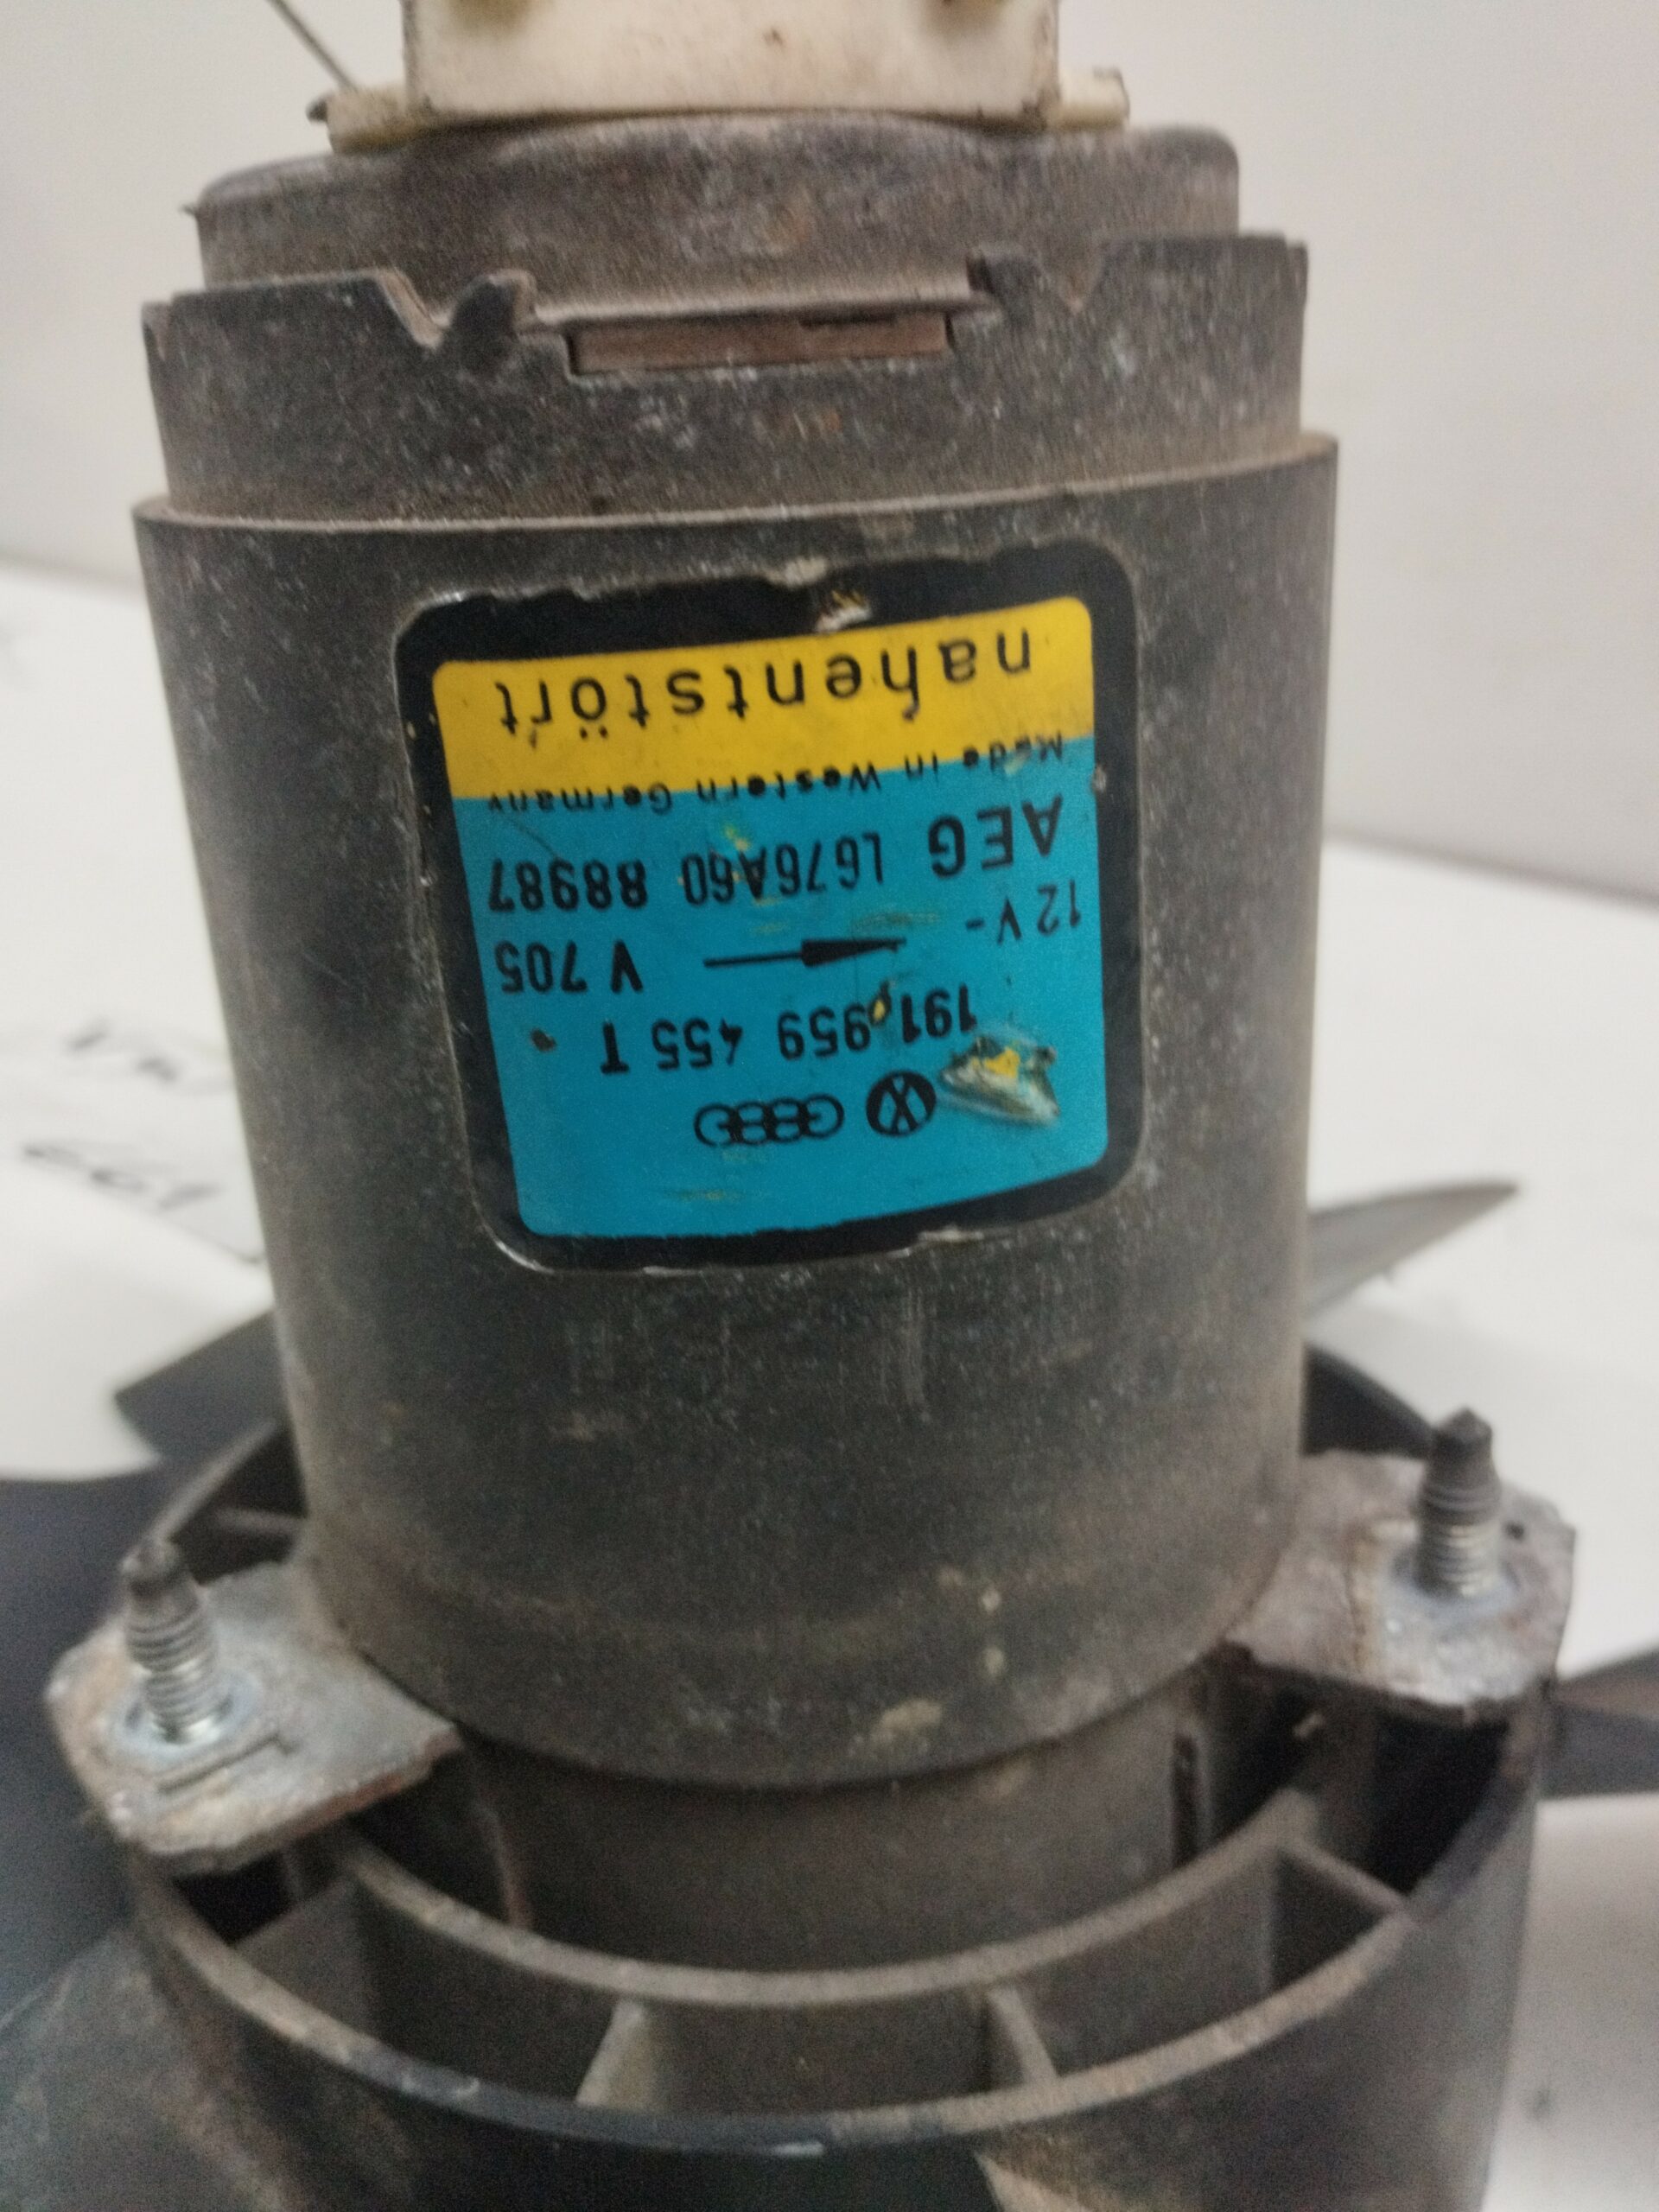 191 959 455 T
12 V- V 705
AEG L676A60 88987
Made in Western Germany
nahentstört